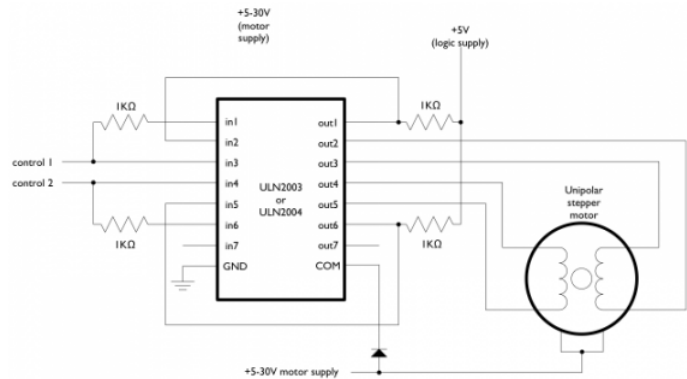 +5-30V
(motor
supply)
+5V
(logic supply)
1KΩ
1KΩ
in1
out1
in2
out2
control 1
in3
out3
control 2
in4
out4
ULN2003
or
ULN2004
in5
out5
in6
out6
1KΩ
1KΩ
in7
out7
GND
COM
Unipolar
stepper
motor
+5-30V motor supply